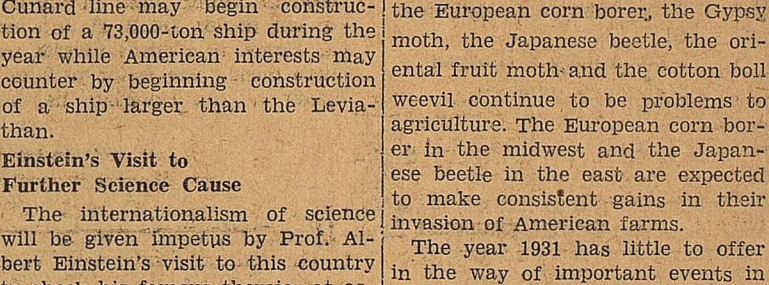 Cunard line may begin construc-
tion of a 73,000-ton ship during the
year while American interests may
counter by beginning construction
of a ship larger than the Levia-
than.
Einstein's Visit to
Further Science Cause
The internationalism of science
will be given impetus by Prof. Al-
bert Einstein's visit to this country
the European corn borer, the Gypsy
moth, the Japanese beetle, the ori-
ental fruit moth and the cotton boll
weevil continue to be problems to
agriculture. The European corn bor-
er in the midwest and the Japan-
ese beetle in the east are expected
to make consistent gains in their
invasion of American farms.
The year 1931 has little to offer
in the way of important events in